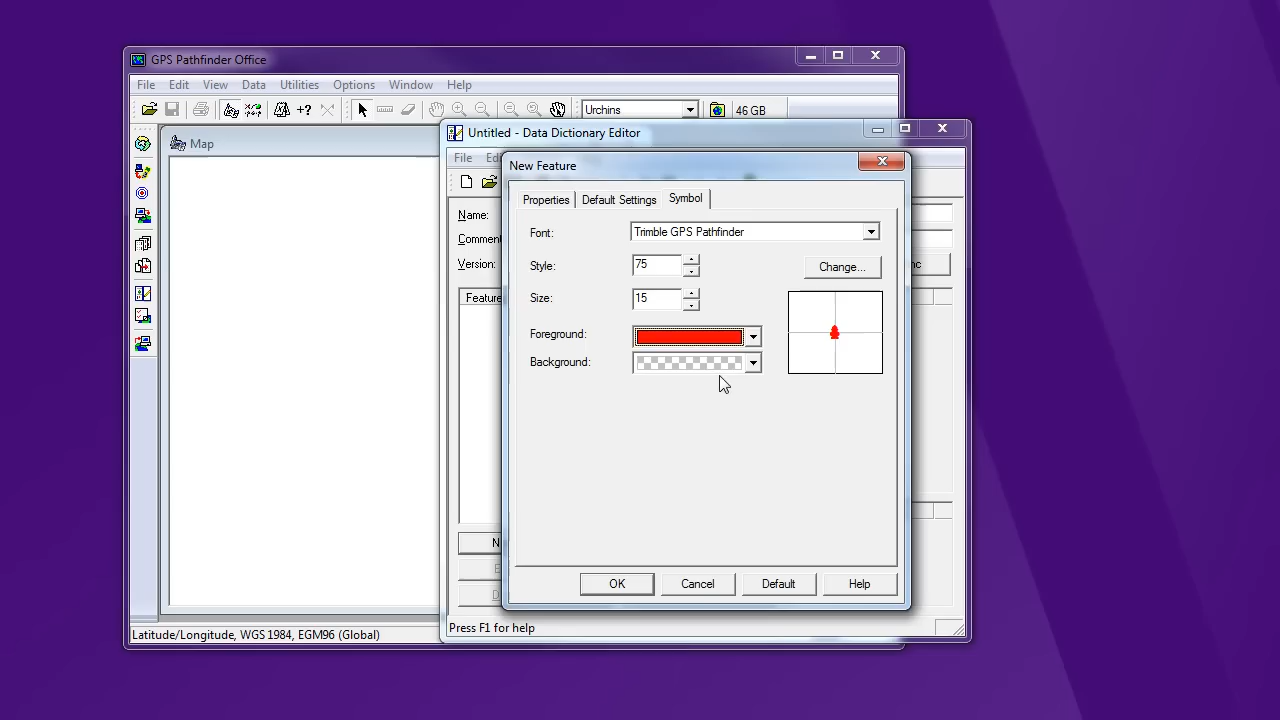 GPS Pathfinder Office
File Edit View Data Utilities Options Window Help
Urchins 46 GB
Map
Untitled - Data Dictionary Editor
File
New Feature
Properties Default Settings Symbol
Name:
Version:
Font: Trimble GPS Pathfinder
Style: 75
Change...
Size: 15
Foreground:
Background:
OK Cancel Default Help
Latitude/Longitude, WGS 1984, EGM96 (Global)
Press F1 for help